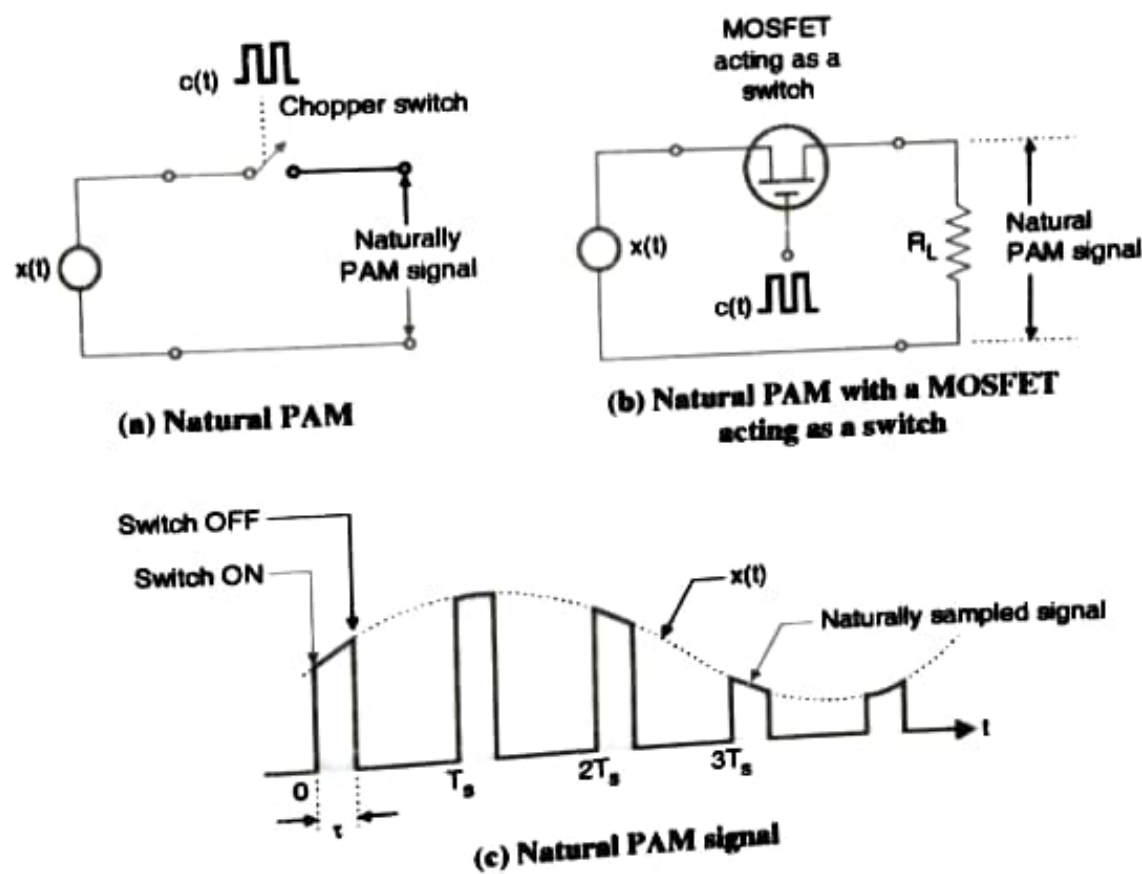 c(t)
Chopper switch
x(t)
Naturally
PAM signal
(a) Natural PAM
MOSFET
acting as a
switch
x(t)
c(t)
R_L
Natural
PAM signal
(b) Natural PAM with a MOSFET
acting as a switch
Switch OFF
Switch ON
x(t)
Naturally sampled signal
t
0
T_s
2T_s
3T_s
τ
(c) Natural PAM signal